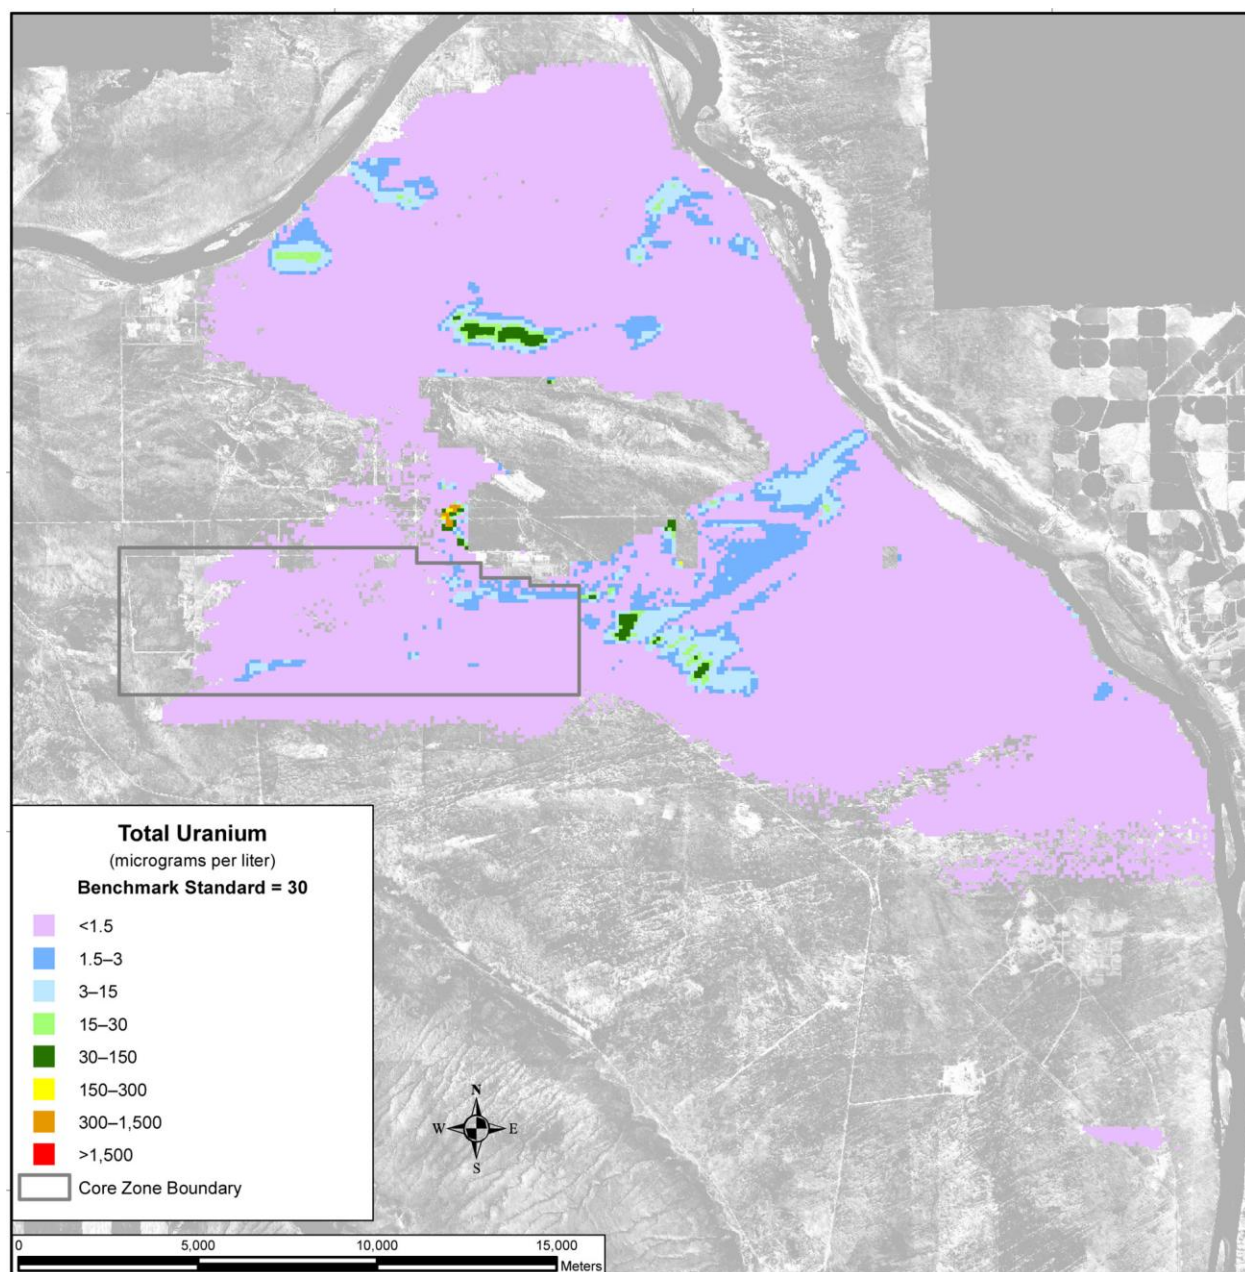 Total Uranium
(micrograms per liter)
Benchmark Standard = 30
<1.5
1.5–3
3–15
15–30
30–150
150–300
300–1,500
>1,500
Core Zone Boundary
N
W E
S
0 5,000 10,000 15,000
Meters